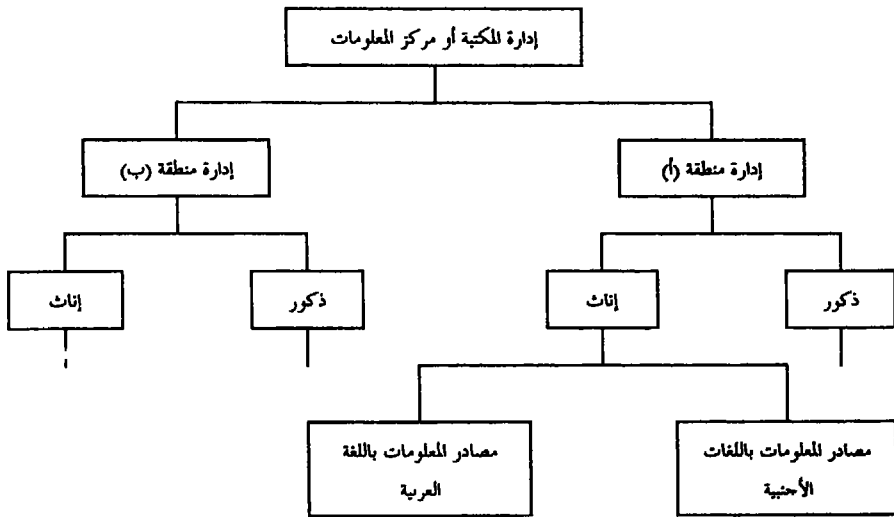 إدارة المكتبة أو مركز المعلومات
إدارة منطقة (أ)
إدارة منطقة (ب)
ذكور
إناث
ذكور
إناث
مصادر المعلومات باللغات
الأجنبية
مصادر المعلومات باللغة
العربية